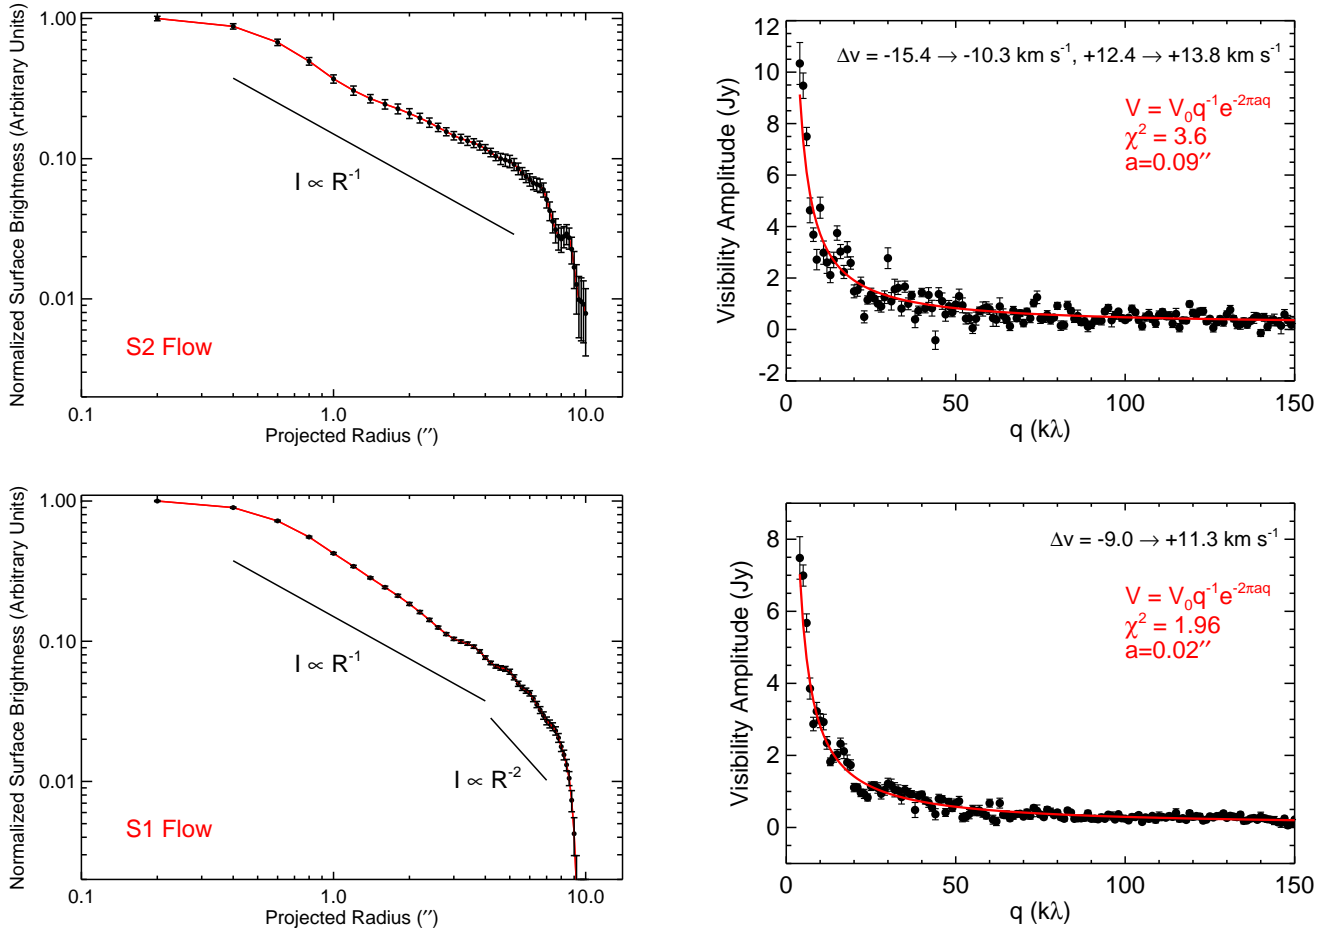 Normalized Surface Brightness (Arbitrary Units)
1.00
0.10
0.01
I ∝ R⁻¹
S2 Flow
0.1 1.0 10.0
Projected Radius (″)
Visibility Amplitude (Jy)
12
10
8
6
4
2
0
-2
Δv = -15.4 → -10.3 km s⁻¹, +12.4 → +13.8 km s⁻¹
V = V₀q⁻¹e⁻²πᵃq
χ² = 3.6
a=0.09″
0 50 100 150
q (kλ)
Normalized Surface Brightness (Arbitrary Units)
1.00
0.10
0.01
I ∝ R⁻¹
I ∝ R⁻²
S1 Flow
0.1 1.0 10.0
Projected Radius (″)
Visibility Amplitude (Jy)
8
6
4
2
0
Δv = -9.0 → +11.3 km s⁻¹
V = V₀q⁻¹e⁻²πᵃq
χ² = 1.96
a=0.02″
0 50 100 150
q (kλ)